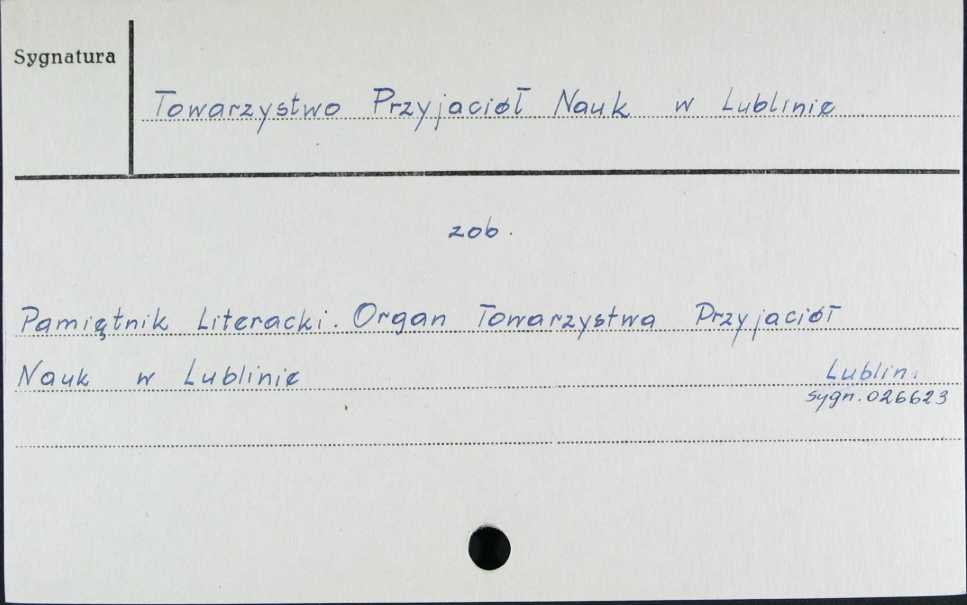 Sygnatura
Towarzystwo Przyjaciół Nauk w Lublinie
zob.
Pamiętnik Literacki. Organ Towarzystwa Przyjaciół
Nauk w Lublinie Lublin.
sygn. 026623